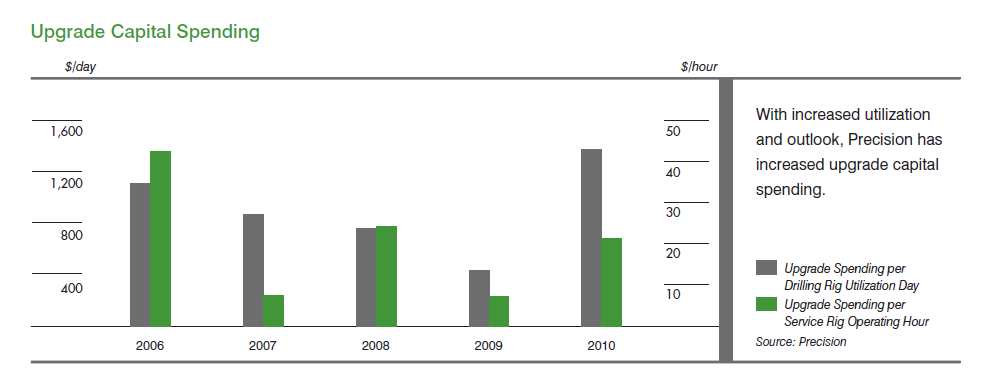 Upgrade Capital Spending
$/day
$/hour
1,600
1,200
800
400
50
40
30
20
10
2006
2007
2008
2009
2010
With increased utilization
and outlook, Precision has
increased upgrade capital
spending.
Upgrade Spending per
Drilling Rig Utilization Day
Upgrade Spending per
Service Rig Operating Hour
Source: Precision